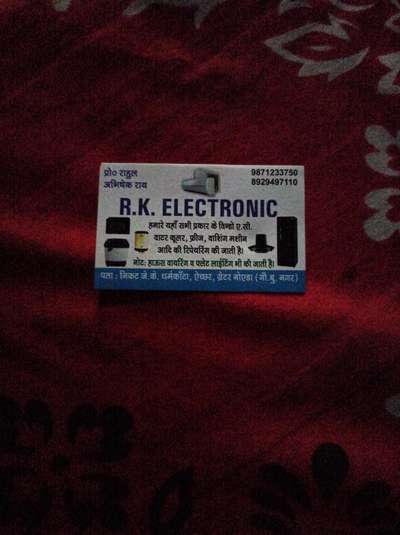 प्रो० राहुल
अभिषेक राय
9871233750
8929497110
R.K. ELECTRONIC
हमारे यहाँ सभी प्रकार के विण्डो ए.सी.
वाटर कूलर, फ्रीज, वाशिंग मशीन
आदि की रिपेयरिंग की जाती है।
नोटः हाऊस वायरिंग व फ्लेट लाईटिंग भी की जाती है।
पता : निकट जे.के. धर्मकाँटा, ऐच्छर, ग्रेटर नोएडा (गौ.बु. नगर)